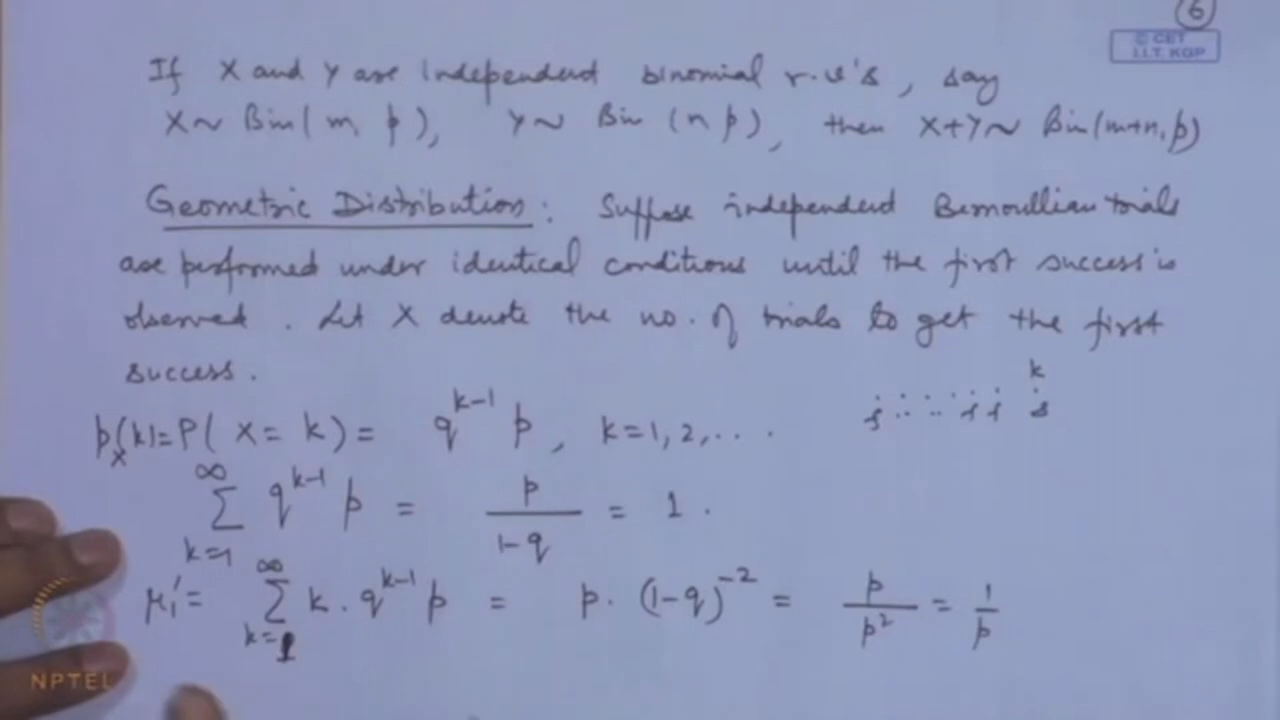 6
© CET
I.I.T. KGP
If X and Y are independent binomial r.v's, say
X ~ Bin(m, p), Y ~ Bin (n, p), then X+Y ~ Bin(m+n, p)
Geometric Distribution: Suppose independent Bernoullian trials
are performed under identical conditions until the first success is
observed. Let X denote the no. of trials to get the first
success.
k
f . . . . . f f s
p_X(k) = P(X = k) = q^{k-1} p, k = 1, 2, ...
∑_{k=1}^{∞} q^{k-1} p = p/(1-q) = 1.
μ_1' = ∑_{k=1}^{∞} k . q^{k-1} p = p. (1-q)^{-2} = p/p^2 = 1/p
NPTEL